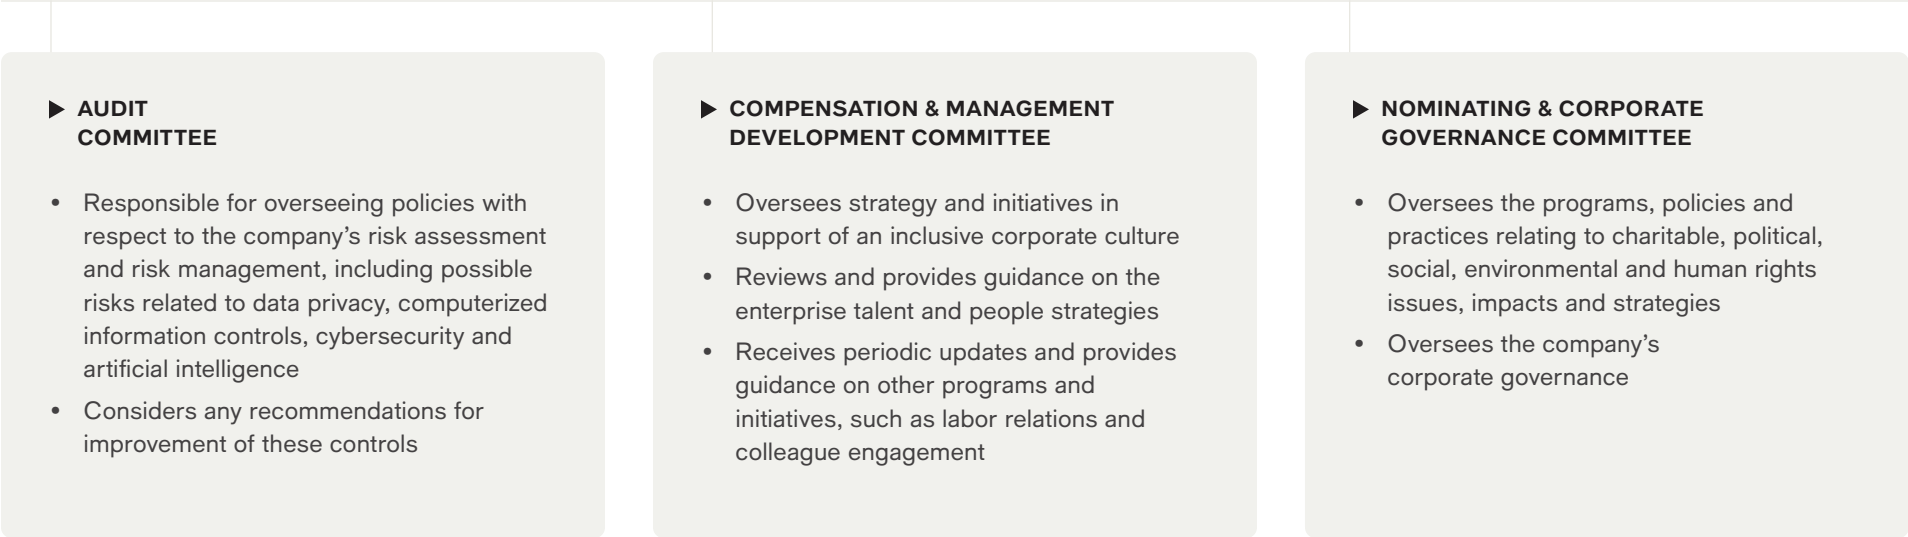 AUDIT
COMMITTEE
• Responsible for overseeing policies with
respect to the company’s risk assessment
and risk management, including possible
risks related to data privacy, computerized
information controls, cybersecurity and
artificial intelligence
• Considers any recommendations for
improvement of these controls
COMPENSATION & MANAGEMENT
DEVELOPMENT COMMITTEE
• Oversees strategy and initiatives in
support of an inclusive corporate culture
• Reviews and provides guidance on the
enterprise talent and people strategies
• Receives periodic updates and provides
guidance on other programs and
initiatives, such as labor relations and
colleague engagement
NOMINATING & CORPORATE
GOVERNANCE COMMITTEE
• Oversees the programs, policies and
practices relating to charitable, political,
social, environmental and human rights
issues, impacts and strategies
• Oversees the company’s
corporate governance